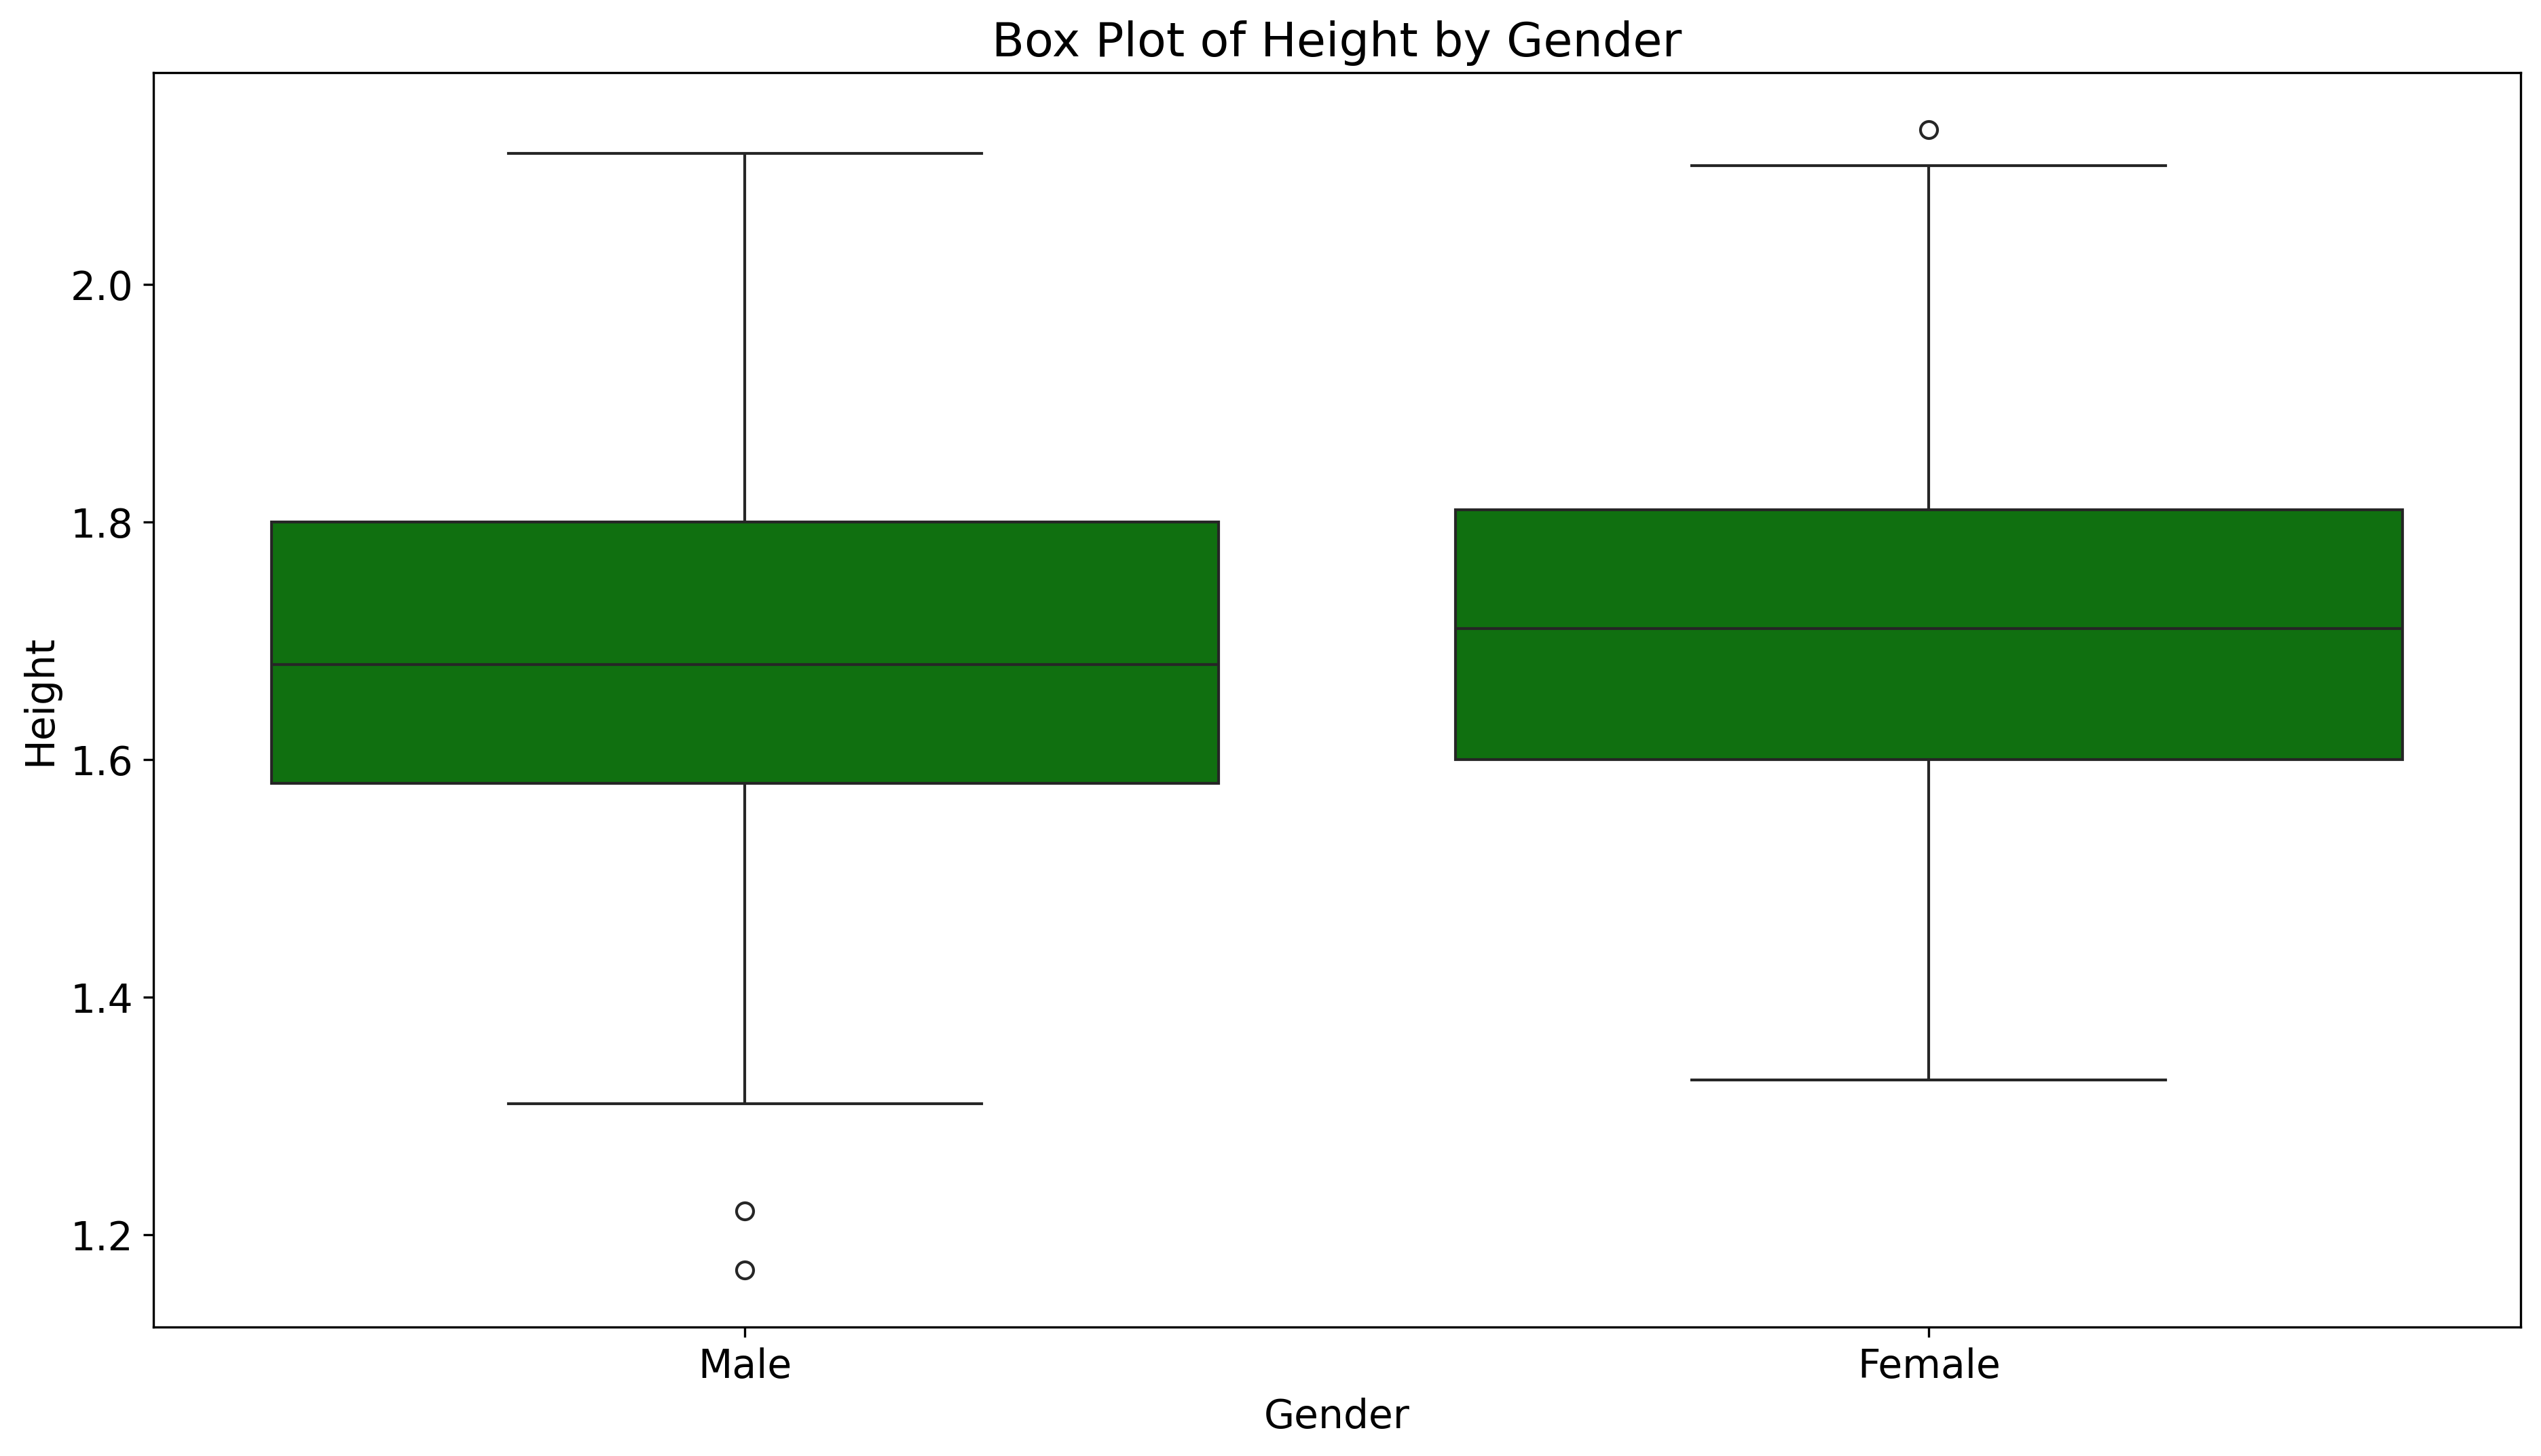 Box Plot of Height by Gender
Height
2.0
1.8
1.6
1.4
1.2
Male Female
Gender